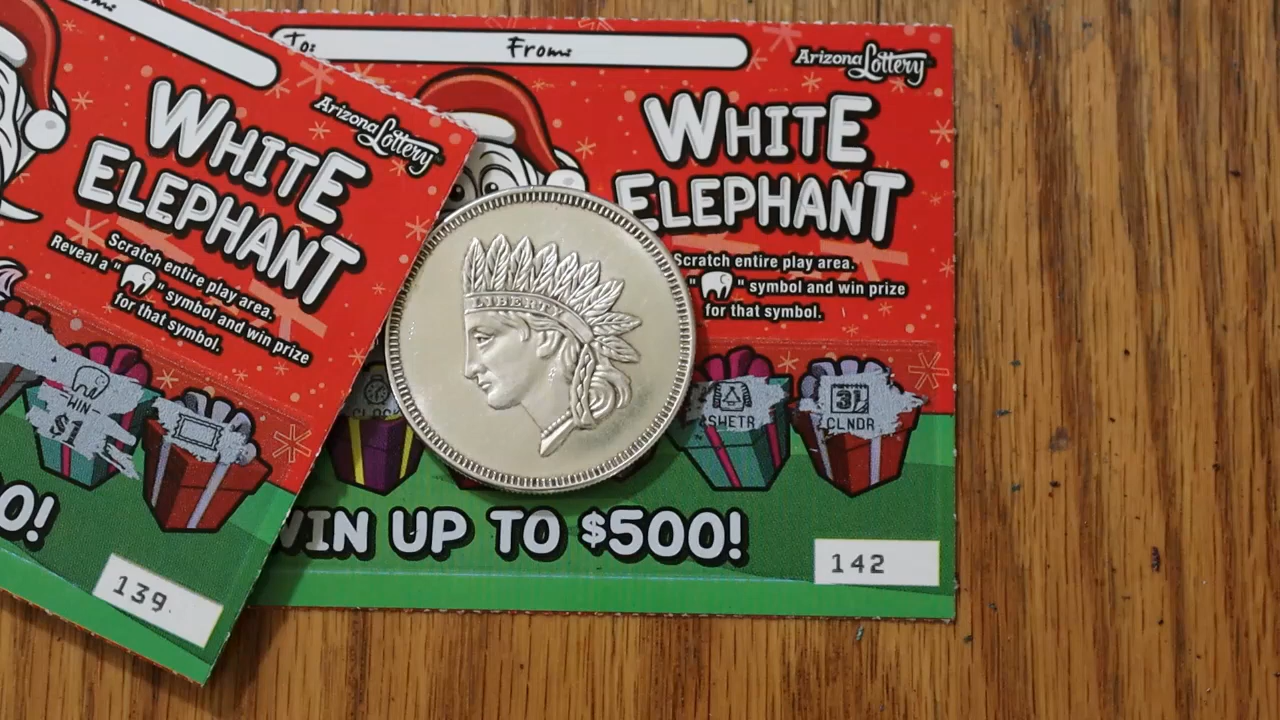 Arizona Lottery
WHITE
ELEPHANT
Scratch entire play area.
Reveal a " " symbol and win prize
for that symbol.
WIN
$1
0!
139
To: From:
Arizona Lottery
WHITE
ELEPHANT
Scratch entire play area.
" " symbol and win prize
for that symbol.
LIBERTY
CLOCK
SHETR
31
CLNDR
WIN UP TO $500!
142